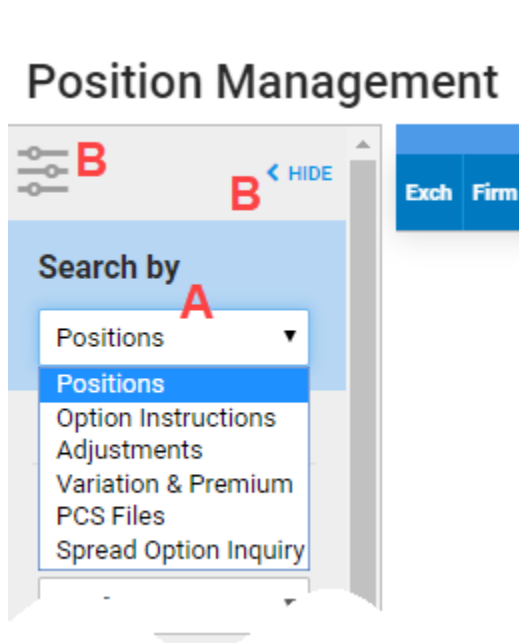 Position Management
B
B HIDE
Exch Firm
Search by
A
Positions
Positions
Option Instructions
Adjustments
Variation & Premium
PCS Files
Spread Option Inquiry